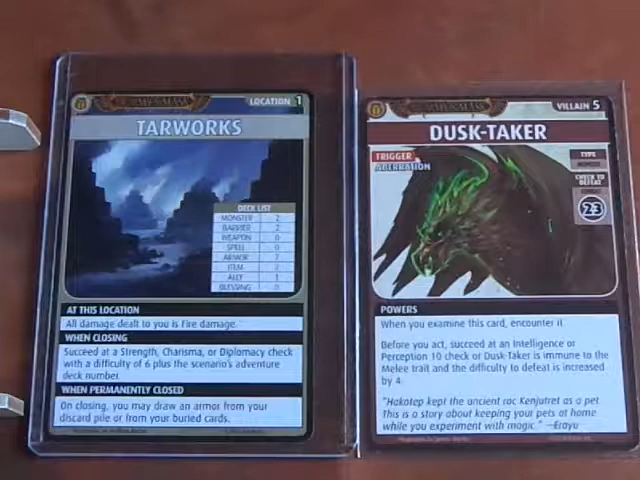 LOCATION 1
TARWORKS
DECK LIST
MONSTER 2
BARRIER 2
WEAPON 0
SPELL 0
ARMOR
ITEM 2
ALLY 1
BLESSING
AT THIS LOCATION
All damage dealt to you is Fire damage.
WHEN CLOSING
Succeed at a Strength, Charisma, or Diplomacy check
with a difficulty of 6 plus the scenario's adventure
deck number.
WHEN PERMANENTLY CLOSED
On closing, you may draw an armor from your
discard pile or from your buried cards.
VILLAIN 5
DUSK-TAKER
TRIGGER
ABERRATION
TYPE
MONSTER
CHECK TO
DEFEAT
COMBAT
23
POWERS
When you examine this card, encounter it.
Before you act, succeed at an Intelligence or
Perception 10 check or Dusk-Taker is immune to the
Melee trait and the difficulty to defeat is increased
by 4.
"Hakotep kept the ancient roc Kenjutret as a pet.
This is a story about keeping your pets at home
while you experiment with magic." —Erayu